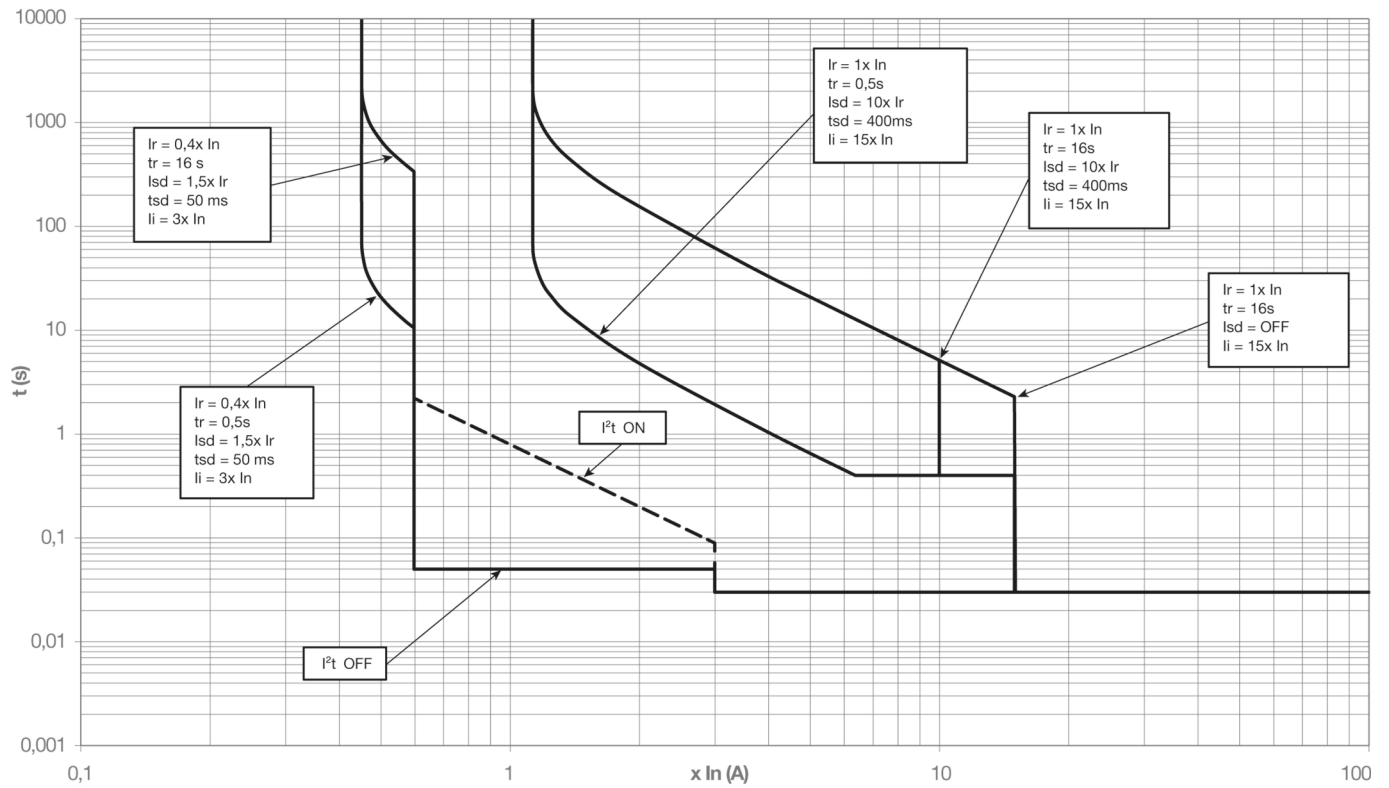 10000
1000
100
10
1
0,1
0,01
0,001
t (s)
Ir = 0,4x In
tr = 16 s
Isd = 1,5x Ir
tsd = 50 ms
Ii = 3x In
Ir = 0,4x In
tr = 0,5s
Isd = 1,5x Ir
tsd = 50 ms
Ii = 3x In
Ir = 1x In
tr = 0,5s
Isd = 10x Ir
tsd = 400ms
Ii = 15x In
Ir = 1x In
tr = 16s
Isd = 10x Ir
tsd = 400ms
Ii = 15x In
Ir = 1x In
tr = 16s
Isd = OFF
Ii = 15x In
I²t ON
I²t OFF
0,1
1
x In (A)
10
100